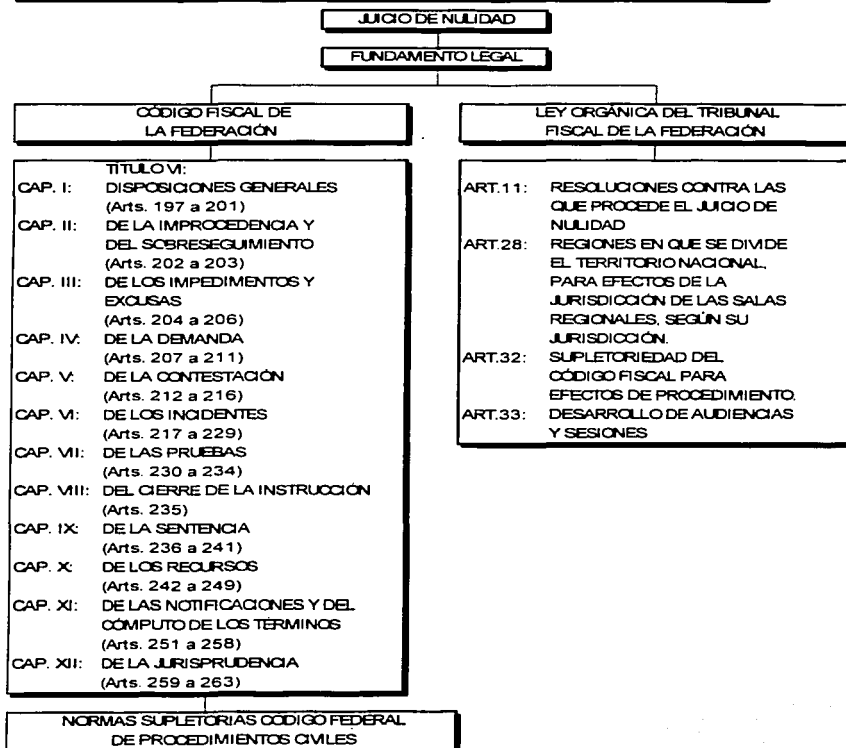 JUICIO DE NULIDAD
FUNDAMENTO LEGAL
CÓDIGO FISCAL DE
LA FEDERACIÓN
TÍTULO VI:
CAP. I: DISPOSICIONES GENERALES
(Arts. 197 a 201)
CAP. II: DE LA IMPROCEDENCIA Y
DEL SOBRESEGUIMIENTO
(Arts. 202 a 203)
CAP. III: DE LOS IMPEDIMENTOS Y
EXCUSAS
(Arts. 204 a 206)
CAP. IV: DE LA DEMANDA
(Arts. 207 a 211)
CAP. V: DE LA CONTESTACIÓN
(Arts. 212 a 216)
CAP. VI: DE LOS INCIDENTES
(Arts. 217 a 229)
CAP. VII: DE LAS PRUEBAS
(Arts. 230 a 234)
CAP. VIII: DEL CIERRE DE LA INSTRUCCIÓN
(Arts. 235)
CAP. IX: DE LA SENTENCIA
(Arts. 236 a 241)
CAP. X: DE LOS RECURSOS
(Arts. 242 a 249)
CAP. XI: DE LAS NOTIFICACIONES Y DEL
CÓMPUTO DE LOS TÉRMINOS
(Arts. 251 a 258)
CAP. XII: DE LA JURISPRUDENCIA
(Arts. 259 a 263)
NORMAS SUPLETORIAS CÓDIGO FEDERAL
DE PROCEDIMIENTOS CIVILES
LEY ORGÁNICA DEL TRIBUNAL
FISCAL DE LA FEDERACIÓN
ART.11: RESOLUCIONES CONTRA LAS
QUE PROCEDE EL JUICIO DE
NULIDAD
ART.28: REGIONES EN QUE SE DIVIDE
EL TERRITORIO NACIONAL,
PARA EFECTOS DE LA
JURISDICCIÓN DE LAS SALAS
REGIONALES, SEGÚN SU
JURISDICCIÓN.
ART.32: SUPLETORIEDAD DEL
CÓDIGO FISCAL PARA
EFECTOS DE PROCEDIMIENTO.
ART.33: DESARROLLO DE AUDIENCIAS
Y SESIONES